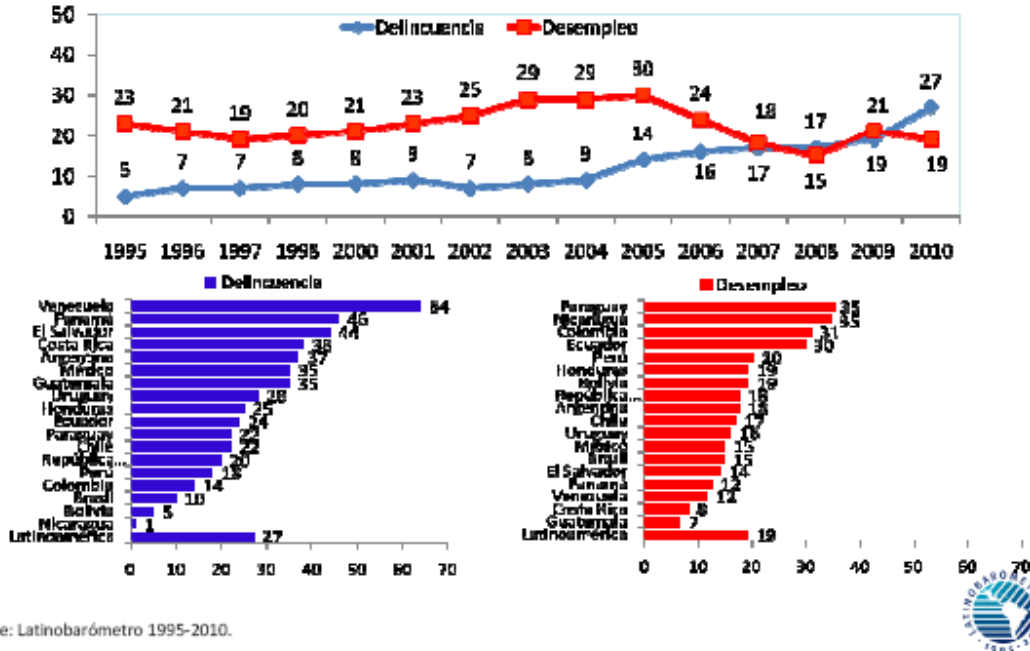 50
Delincuencia Desempleo
40
30
20
10
0
23 21 19 20 21 23 25 29 29 30 24 18 17 21 27
5 7 7 8 8 9 7 8 9 14 16 17 15 19 19
1995 1996 1997 1998 2000 2001 2002 2003 2004 2005 2006 2007 2008 2009 2010
Delincuencia
Venezuela 64
Panamá 46
El Salvador 44
Costa Rica 38
Argentina 37
México 35
Guatemala 35
Uruguay 28
Honduras 25
Ecuador 24
Paraguay 22
Chile 22
República... 20
Perú 18
Colombia 14
Brasil 10
Bolivia 5
Nicaragua 1
Latinoamérica 27
0 10 20 30 40 50 60 70
Desempleo
Paraguay 35
Nicaragua 35
Colombia 31
Ecuador 30
Perú 20
Honduras 19
Bolivia 19
República... 18
Argentina 18
Chile 17
Uruguay 16
México 15
Brasil 15
El Salvador 14
Panamá
Venezuela 12
Costa Rica 8
Guatemala 7
Latinoamérica 19
0 10 20 30 40 50 60 70
e: Latinobarómetro 1995-2010.